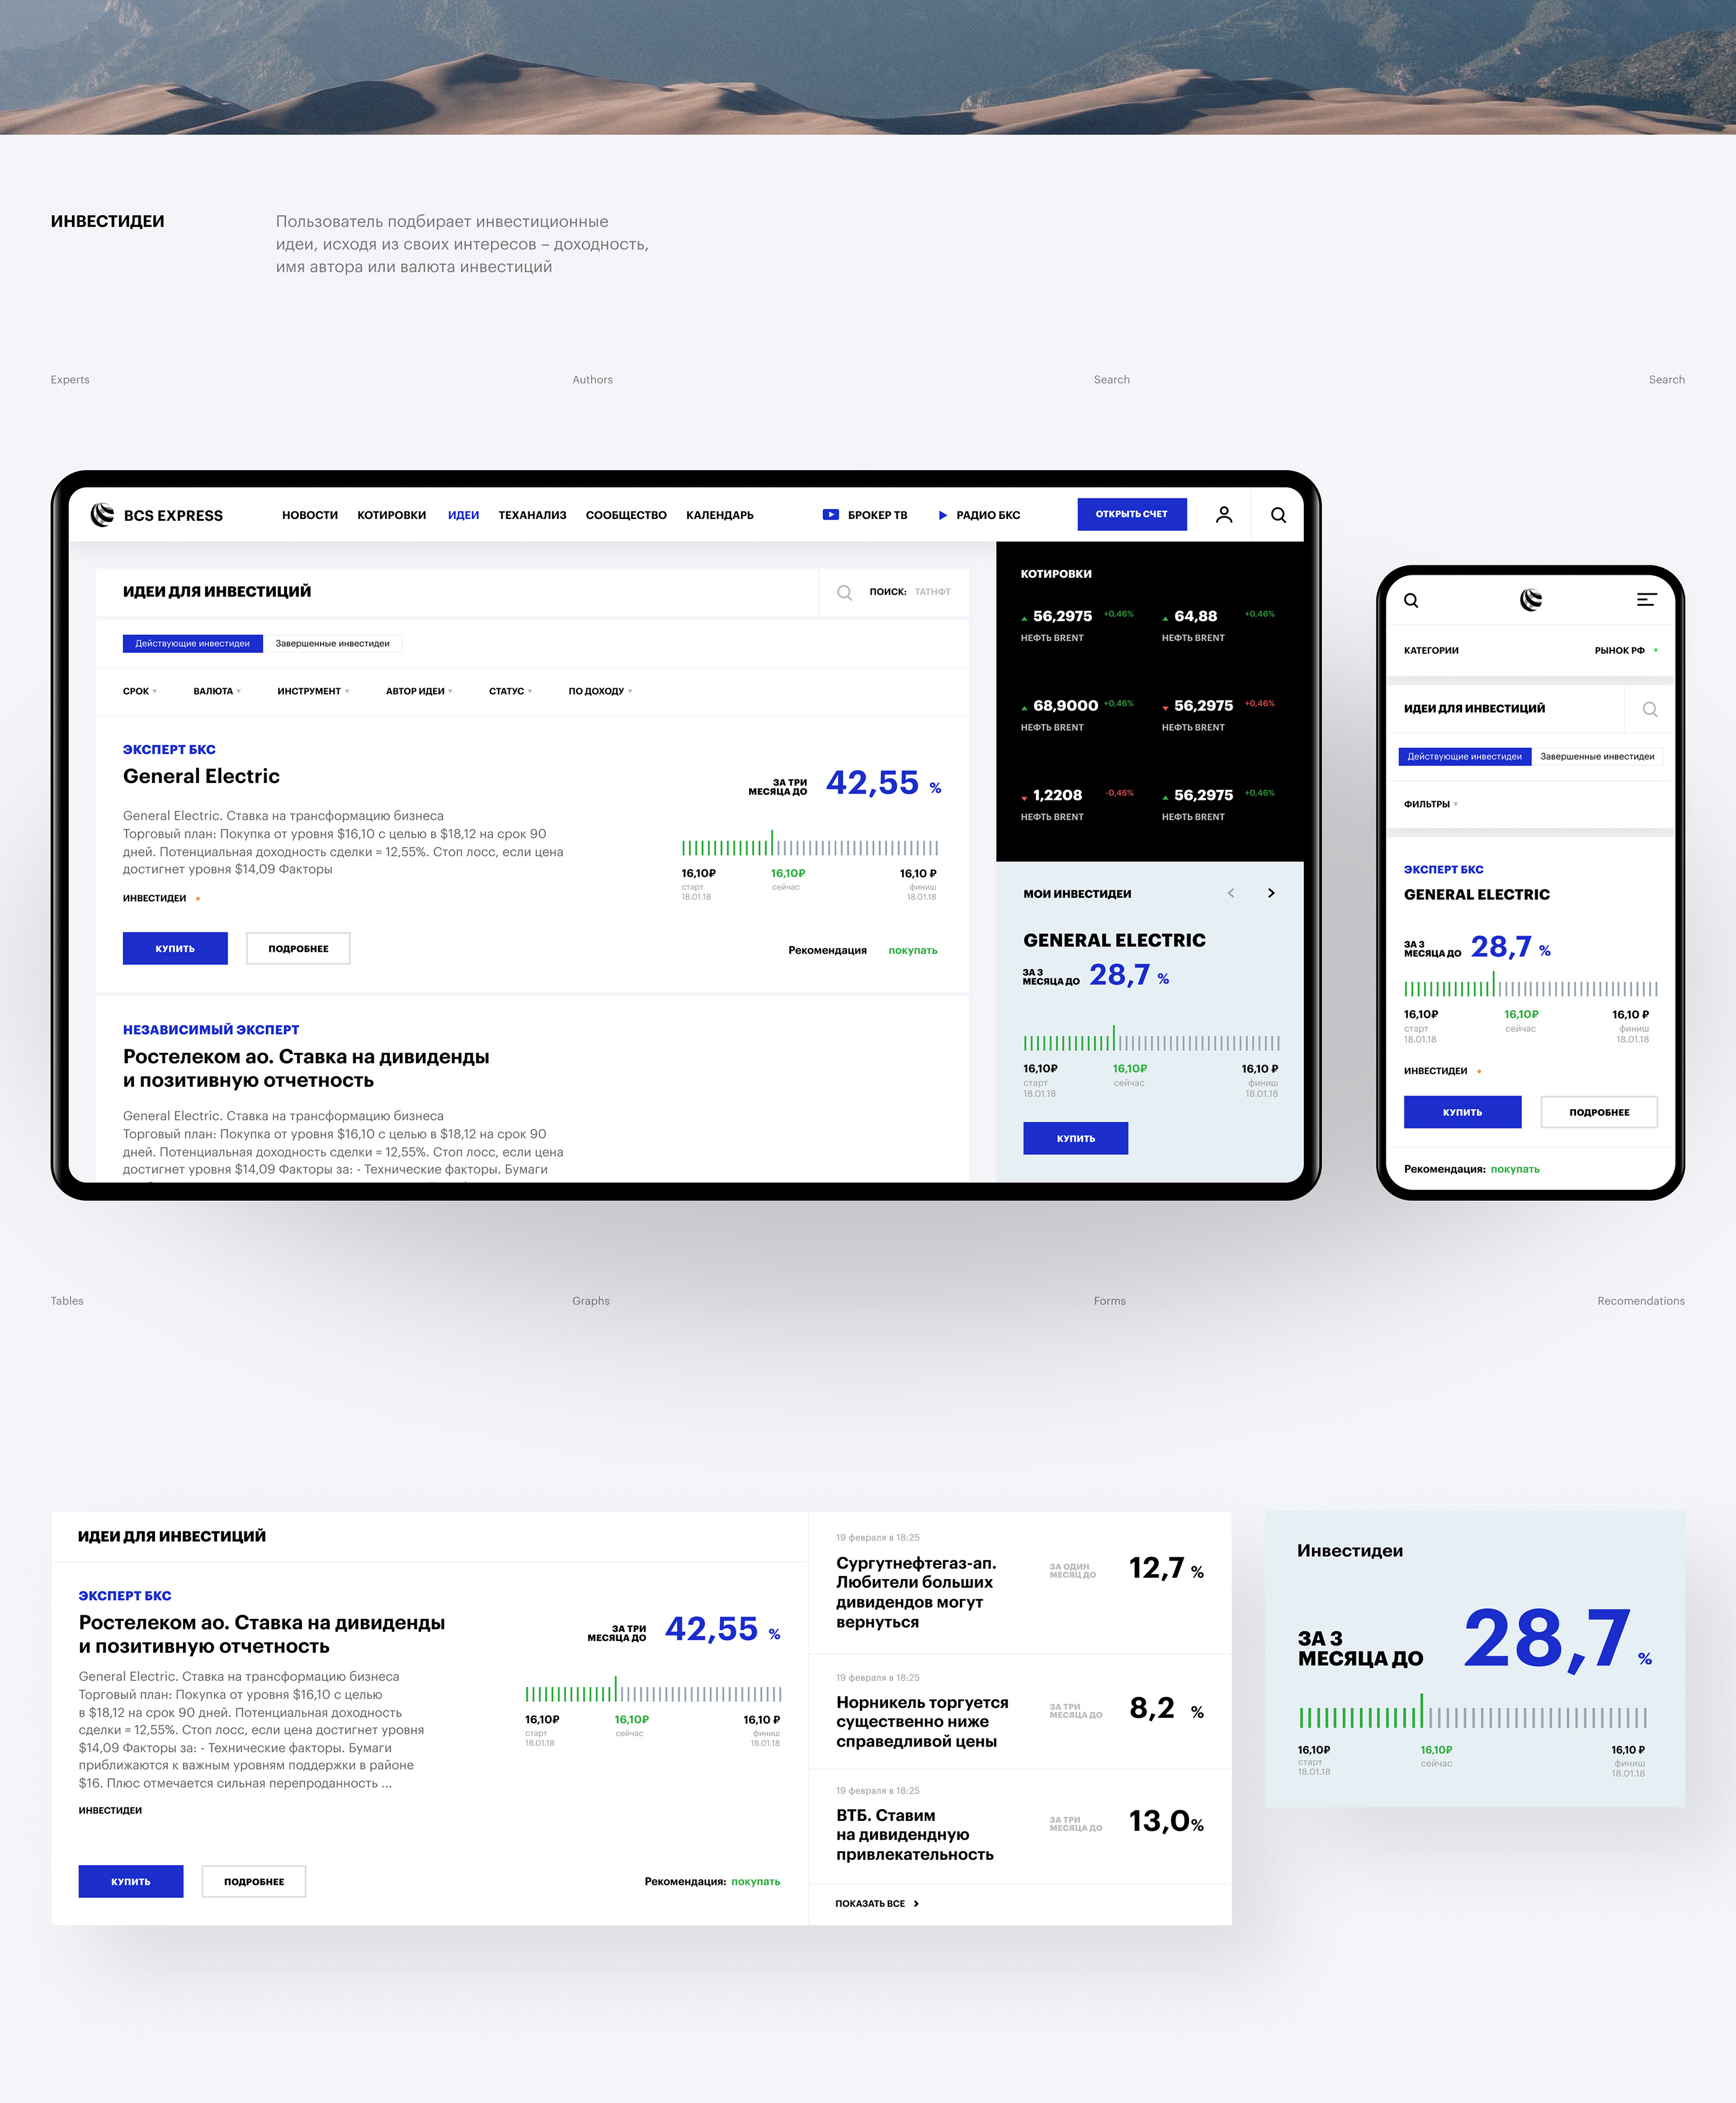 ИНВЕСТИДЕИ
Пользователь подбирает инвестиционные
идеи, исходя из своих интересов – доходность,
имя автора или валюта инвестиций
Experts
Authors
Search
Search
BCS EXPRESS
НОВОСТИ КОТИРОВКИ ИДЕИ ТЕХАНАЛИЗ СООБЩЕСТВО КАЛЕНДАРЬ
БРОКЕР ТВ
РАДИО БКС
ОТКРЫТЬ СЧЕТ
ИДЕИ ДЛЯ ИНВЕСТИЦИЙ
ПОИСК: ТАТНФТ
Действующие инвестидеи
Завершенные инвестидеи
СРОК ВАЛЮТА ИНСТРУМЕНТ АВТОР ИДЕИ СТАТУС ПО ДОХОДУ
ЭКСПЕРТ БКС
General Electric
General Electric. Ставка на трансформацию бизнеса
Торговый план: Покупка от уровня $16,10 с целью в $18,12 на срок 90
дней. Потенциальная доходность сделки = 12,55%. Стоп лосс, если цена
достигнет уровня $14,09 Факторы
ИНВЕСТИДЕИ
КУПИТЬ
ПОДРОБНЕЕ
ЗА ТРИ
МЕСЯЦА ДО
42,55 %
16,10₽ 16,10₽ 16,10 ₽
старт сейчас финиш
18.01.18 18.01.18
Рекомендация покупать
НЕЗАВИСИМЫЙ ЭКСПЕРТ
Ростелеком ао. Ставка на дивиденды
и позитивную отчетность
General Electric. Ставка на трансформацию бизнеса
Торговый план: Покупка от уровня $16,10 с целью в $18,12 на срок 90
дней. Потенциальная доходность сделки = 12,55%. Стоп лосс, если цена
достигнет уровня $14,09 Факторы за: - Технические факторы. Бумаги
КОТИРОВКИ
56,2975 +0,46% 64,88 +0,46%
НЕФТЬ BRENT НЕФТЬ BRENT
68,9000 +0,46% 56,2975 +0,46%
НЕФТЬ BRENT НЕФТЬ BRENT
1,2208 -0,46% 56,2975 +0,46%
НЕФТЬ BRENT НЕФТЬ BRENT
МОИ ИНВЕСТИДЕИ
GENERAL ELECTRIC
ЗА 3
МЕСЯЦА ДО
28,7 %
16,10₽ 16,10₽ 16,10 ₽
старт сейчас финиш
18.01.18 18.01.18
КУПИТЬ
КАТЕГОРИИ
РЫНОК РФ
ИДЕИ ДЛЯ ИНВЕСТИЦИЙ
Действующие инвестидеи
Завершенные инвестидеи
ФИЛЬТРЫ
ЭКСПЕРТ БКС
GENERAL ELECTRIC
ЗА 3
МЕСЯЦА ДО
28,7 %
16,10₽ 16,10₽ 16,10 ₽
старт сейчас финиш
18.01.18 18.01.18
ИНВЕСТИДЕИ
КУПИТЬ
ПОДРОБНЕЕ
Рекомендация: покупать
Tables
Graphs
Forms
Recomendations
ИДЕИ ДЛЯ ИНВЕСТИЦИЙ
ЭКСПЕРТ БКС
Ростелеком ао. Ставка на дивиденды
и позитивную отчетность
General Electric. Ставка на трансформацию бизнеса
Торговый план: Покупка от уровня $16,10 с целью
в $18,12 на срок 90 дней. Потенциальная доходность
сделки = 12,55%. Стоп лосс, если цена достигнет уровня
$14,09 Факторы за: - Технические факторы. Бумаги
приближаются к важным уровням поддержки в районе
$16. Плюс отмечается сильная перепроданность ...
ИНВЕСТИДЕИ
КУПИТЬ
ПОДРОБНЕЕ
ЗА ТРИ
МЕСЯЦА ДО
42,55 %
16,10₽ 16,10₽ 16,10 ₽
старт сейчас финиш
18.01.18 18.01.18
Рекомендация: покупать
19 февраля в 18:25
Сургутнефтегаз-ап.
Любители больших
дивидендов могут
вернуться
ЗА ОДИН
МЕСЯЦ ДО
12,7 %
19 февраля в 18:25
Норникель торгуется
существенно ниже
справедливой цены
ЗА ТРИ
МЕСЯЦА ДО
8,2 %
19 февраля в 18:25
ВТБ. Ставим
на дивидендную
привлекательность
ЗА ТРИ
МЕСЯЦА ДО
13,0%
ПОКАЗАТЬ ВСЕ
Инвестидеи
ЗА 3
МЕСЯЦА ДО
28,7 %
16,10₽ 16,10₽ 16,10 ₽
старт сейчас финиш
18.01.18 18.01.18